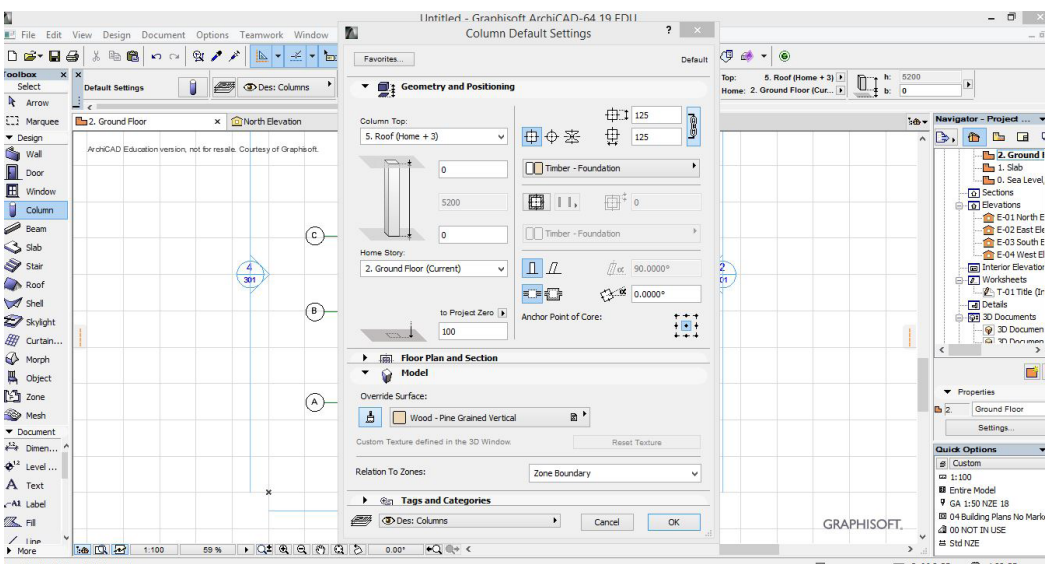 Untitled - Graphisoft ArchiCAD-64 19 EDU
File Edit View Design Document Options Teamwork Window
Column Default Settings
?
Favorites...
Default
Toolbox
Select
Arrow
Marquee
Design
Wall
Door
Window
Column
Beam
Slab
Stair
Roof
Shell
Skylight
Curtain...
Morph
Object
Zone
Mesh
Document
Dimen...
Level ...
Text
Label
Fill
Line
More
Default Settings
Des: Columns
2. Ground Floor
North Elevation
ArchiCAD Education version, not for resale. Courtesy of Graphisoft.
C
4
301
B
A
Geometry and Positioning
Column Top:
5. Roof (Home + 3)
0
5200
0
Home Story:
2. Ground Floor (Current)
to Project Zero
100
125
125
Timber - Foundation
0
Timber - Foundation
90.0000°
0.0000°
Anchor Point of Core:
Floor Plan and Section
Model
Override Surface:
Wood - Pine Grained Vertical
Custom Texture defined in the 3D Window.
Reset Texture
Relation To Zones:
Zone Boundary
Tags and Categories
Des: Columns
Cancel
OK
Top: 5. Roof (Home + 3)
h: 5200
Home: 2. Ground Floor (Cur...
b: 0
2
GRAPHISOFT.
Navigator - Project ...
2. Ground
1. Slab
0. Sea Level,
Sections
Elevations
E-01 North E
E-02 East Ele
E-03 South E
E-04 West El
Interior Elevation
Worksheets
T-01 Title (Ir
Details
3D Documents
3D Documen
3D Documen
Properties
2.
Ground Floor
Settings...
Quick Options
Custom
1:100
Entire Model
GA 1:50 NZE 18
04 Building Plans No Mark
00 NOT IN USE
Std NZE
1:100
59 %
0.00°